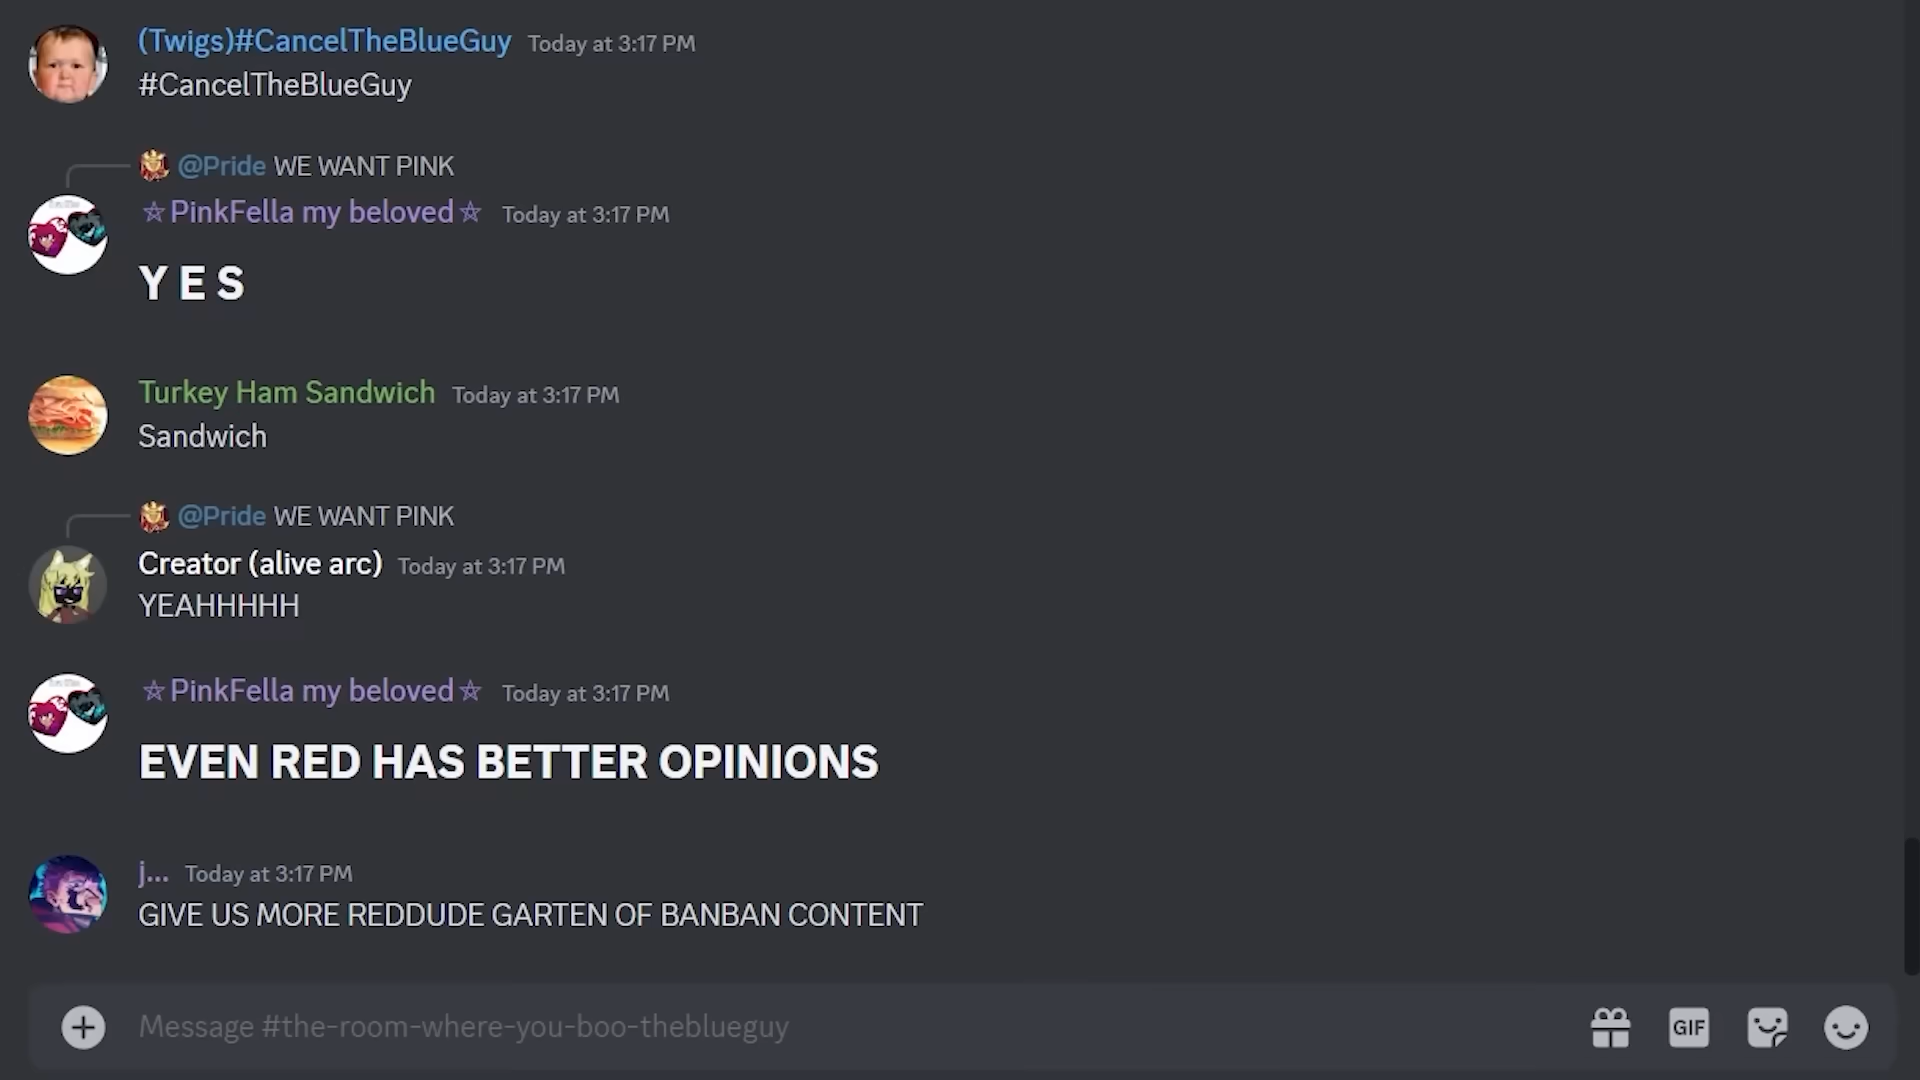 (Twigs)#CancelTheBlueGuy Today at 3:17 PM
#CancelTheBlueGuy
@Pride WE WANT PINK
☆PinkFella my beloved☆ Today at 3:17 PM
Y E S
Turkey Ham Sandwich Today at 3:17 PM
Sandwich
@Pride WE WANT PINK
Creator (alive arc) Today at 3:17 PM
YEAHHHHH
☆PinkFella my beloved☆ Today at 3:17 PM
EVEN RED HAS BETTER OPINIONS
j... Today at 3:17 PM
GIVE US MORE REDDUDE GARTEN OF BANBAN CONTENT
Message #the-room-where-you-boo-theblueguy
GIF